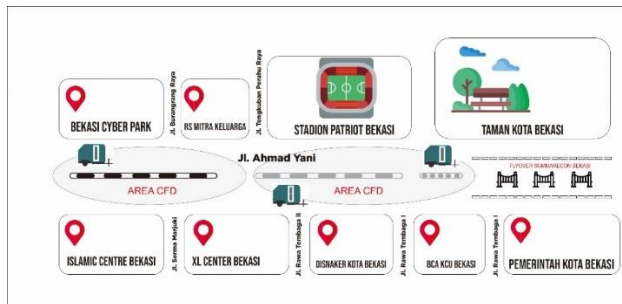 BEKASI CYBER PARK
Jl. Burangrang Raya
RS MITRA KELUARGA
Jl. Tangkuban Perahu Raya
STADION PATRIOT BEKASI
TAMAN KOTA BEKASI
Jl. Ahmad Yani
AREA CFD
AREA CFD
FLYOVER SUMMARECON BEKASI
ISLAMIC CENTRE BEKASI
Jl. Serma Marjuki
XL CENTER BEKASI
Jl. Rawa Tembaga II
DISNAKER KOTA BEKASI
Jl. Rawa Tembaga I
BCA KCU BEKASI
Jl. Rawa Tembaga I
PEMERINTAH KOTA BEKASI